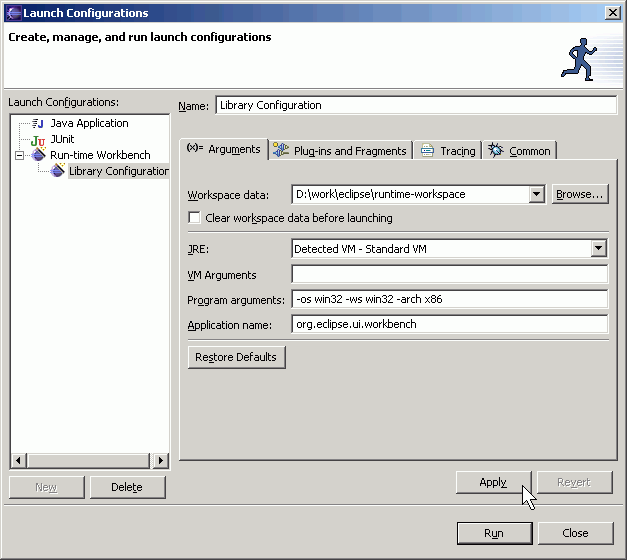 Launch Configurations
Create, manage, and run launch configurations
Launch Configurations:
Java Application
JUnit
Run-time Workbench
Library Configuration
New
Delete
Name: Library Configuration
(x)= Arguments
Plug-ins and Fragments
Tracing
Common
Workspace data: D:\work\eclipse\runtime-workspace Browse...
Clear workspace data before launching
JRE: Detected VM - Standard VM
VM Arguments
Program arguments: -os win32 -ws win32 -arch x86
Application name: org.eclipse.ui.workbench
Restore Defaults
Apply
Revert
Run
Close